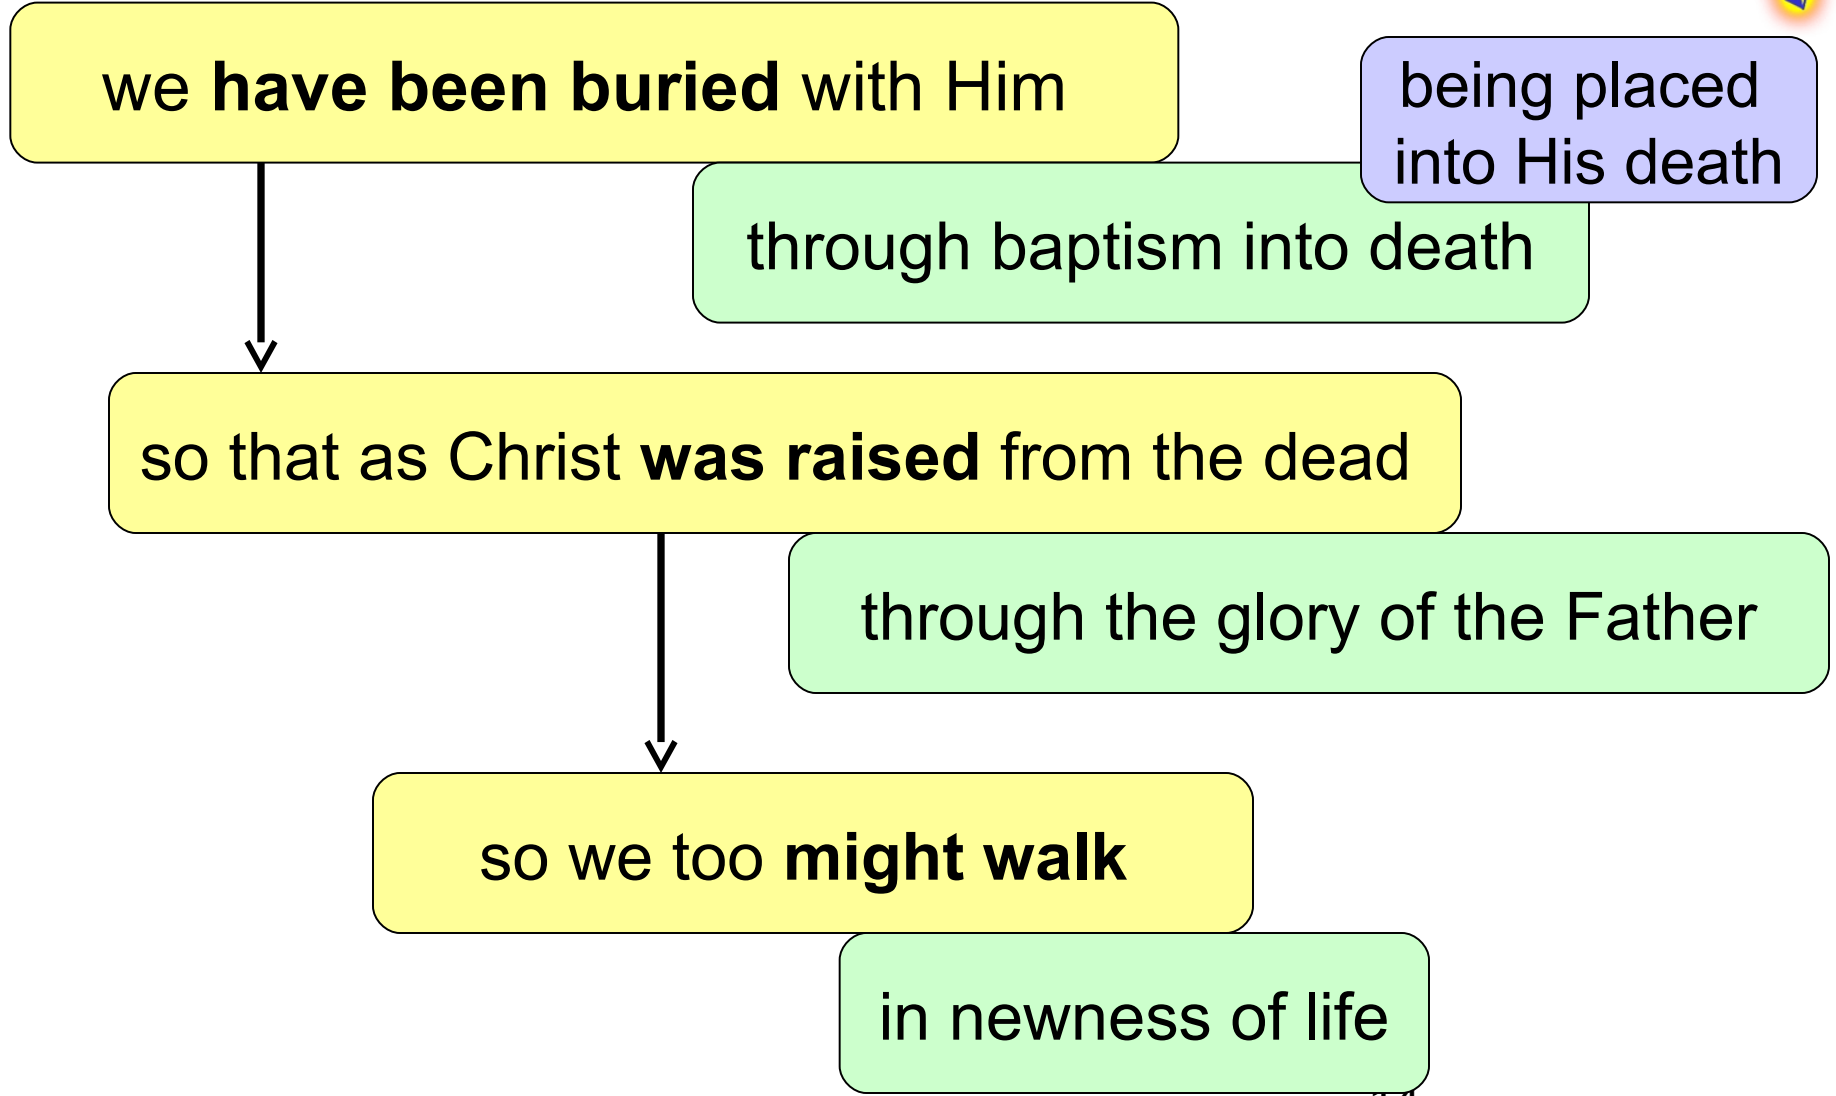 we have been buried with Him
being placed
into His death
through baptism into death
so that as Christ was raised from the dead
through the glory of the Father
so we too might walk
in newness of life